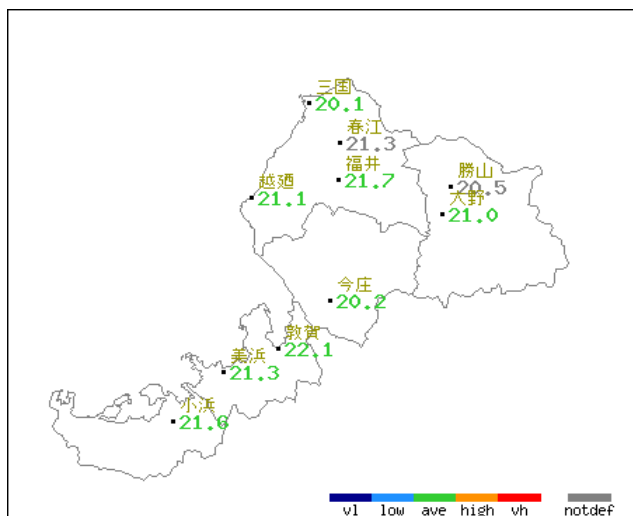 三国
20.1
春江
21.3
福井
21.7
勝山
20.5
越廼
21.1
大野
21.0
今庄
20.2
敦賀
22.1
美浜
21.3
小浜
21.6
vl low ave high vh notdef